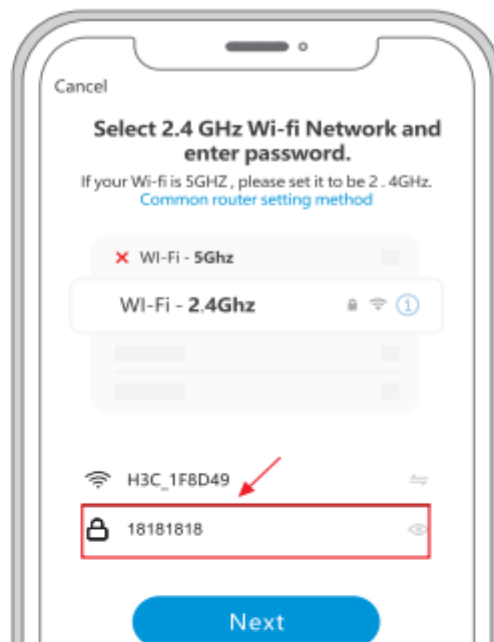 Cancel
Select 2.4 GHz Wi-fi Network and
enter password.
If your Wi-fi is 5GHZ , please set it to be 2 . 4GHz.
Common router setting method
WI-Fi - 5Ghz
WI-Fi - 2.4Ghz
H3C_1F8D49
18181818
Next